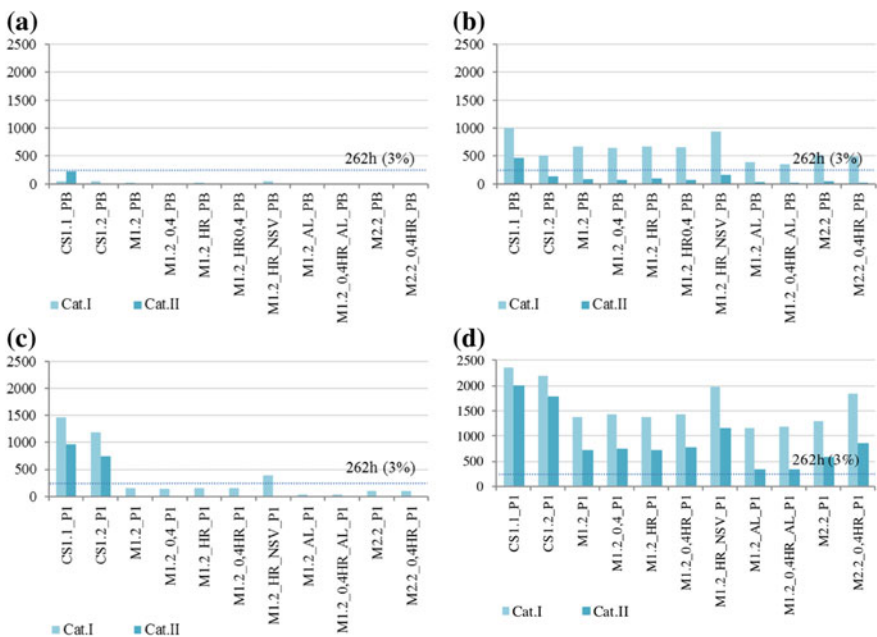 (a)
2500
2000
1500
1000
500
0
262h (3%)
CS1.1_PB
CS1.2_PB
M1.2_PB
M1.2_0,4_PB
M1.2_HR_PB
M1.2_HR0,4_PB
M1.2_HR_NSV_PB
M1.2_AL_PB
M1.2_0,4HR_AL_PB
M2.2_PB
M2.2_0,4HR_PB
Cat.I
Cat.II
(b)
2500
2000
1500
1000
500
0
262h (3%)
CS1.1_PB
CS1.2_PB
M1.2_PB
M1.2_0,4_PB
M1.2_HR_PB
M1.2_HR0,4_PB
M1.2_HR_NSV_PB
M1.2_AL_PB
M1.2_0,4HR_AL_PB
M2.2_PB
M2.2_0,4HR_PB
Cat.I
Cat.II
(c)
2500
2000
1500
1000
500
0
262h (3%)
CS1.1_P1
CS1.2_P1
M1.2_P1
M1.2_0,4_P1
M1.2_HR_P1
M1.2_0,4HR_P1
M1.2_HR_NSV_P1
M1.2_AL_P1
M1.2_0,4HR_AL_P1
M2.2_P1
M2.2_0,4HR_P1
Cat.I
Cat.II
(d)
2500
2000
1500
1000
500
0
262h (3%)
CS1.1_P1
CS1.2_P1
M1.2_P1
M1.2_0,4_P1
M1.2_HR_P1
M1.2_0,4HR_P1
M1.2_HR_NSV_P1
M1.2_AL_P1
M1.2_0,4HR_AL_P1
M2.2_P1
M2.2_0,4HR_P1
Cat.I
Cat.II